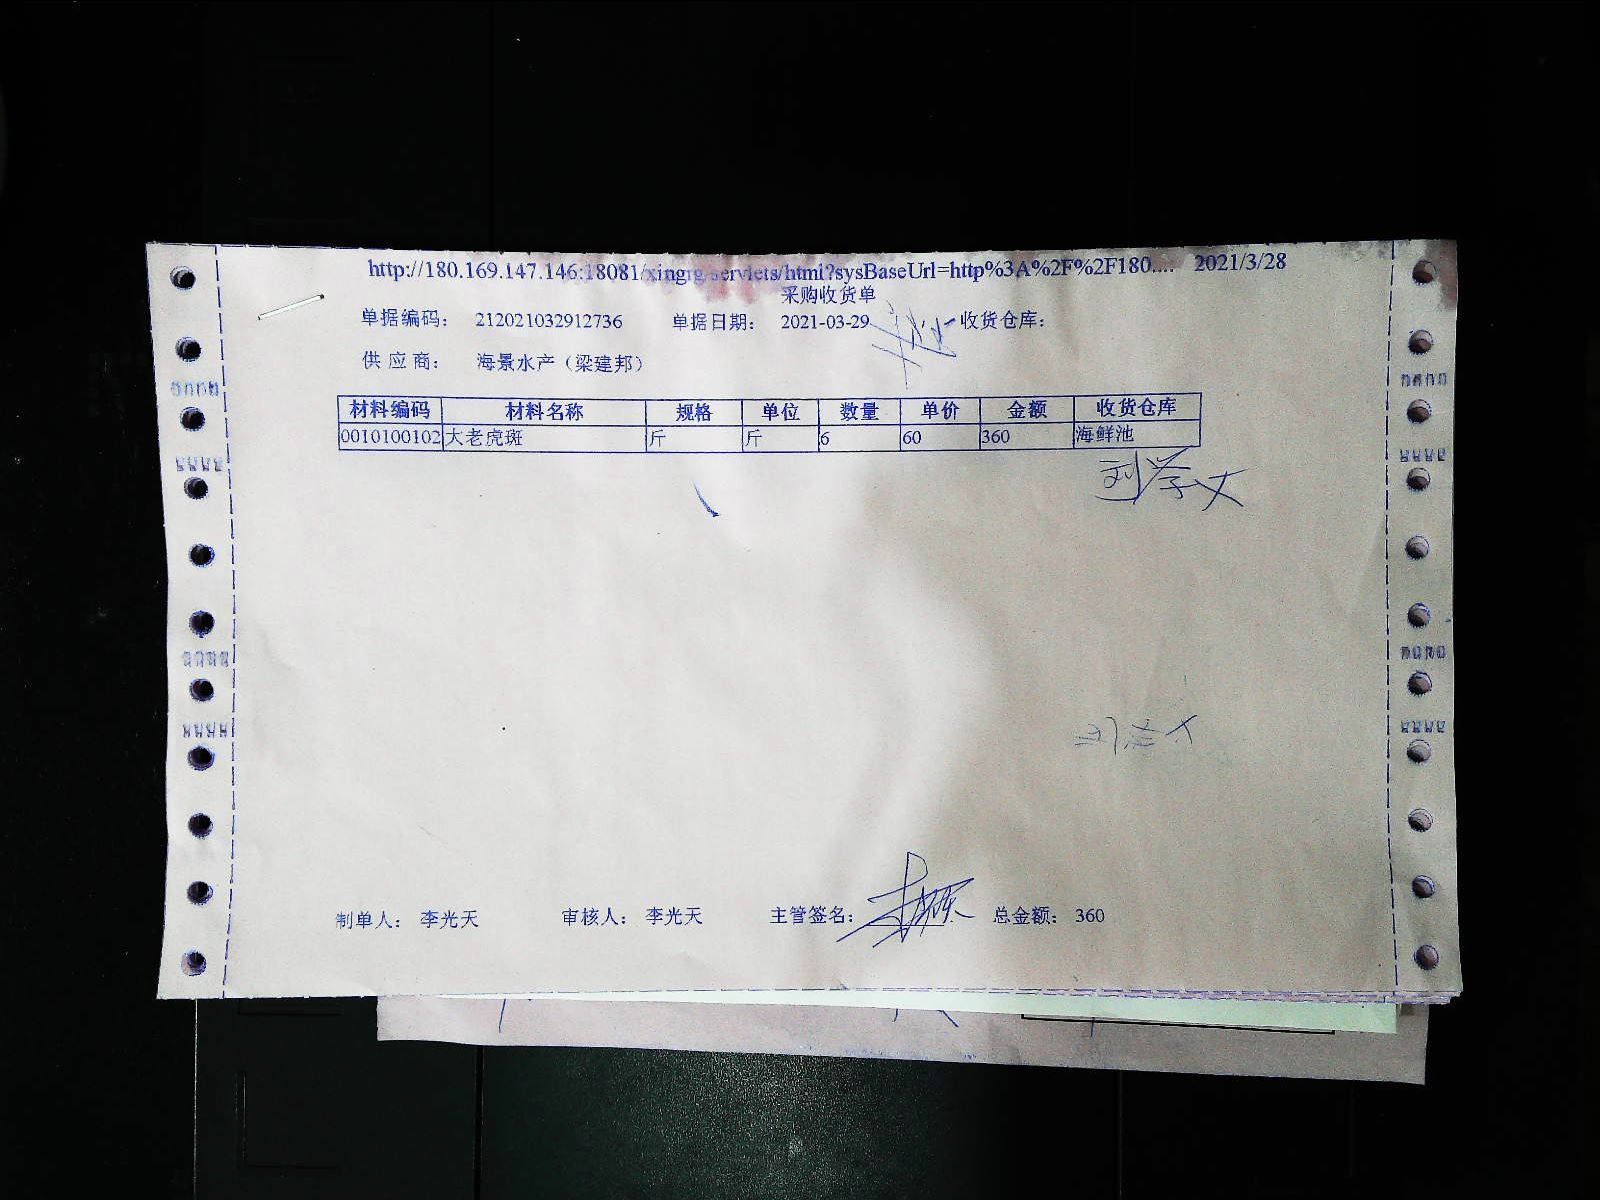 http://180.169.147.146:18081/xingrg-servlets/html?sysBaseUrl=http%3A%2F%2F180.... 2021/3/28
采购收货单
单据编码： 212021032912736 单据日期： 2021-03-29 收货仓库：
供 应 商： 海景水产（梁建邦）
材料编码 材料名称 规格 单位 数量 单价 金额 收货仓库
0010100102 大老虎斑 斤 斤 6 60 360 海鲜池
制单人： 李光天 审核人： 李光天 主管签名： 总金额： 360